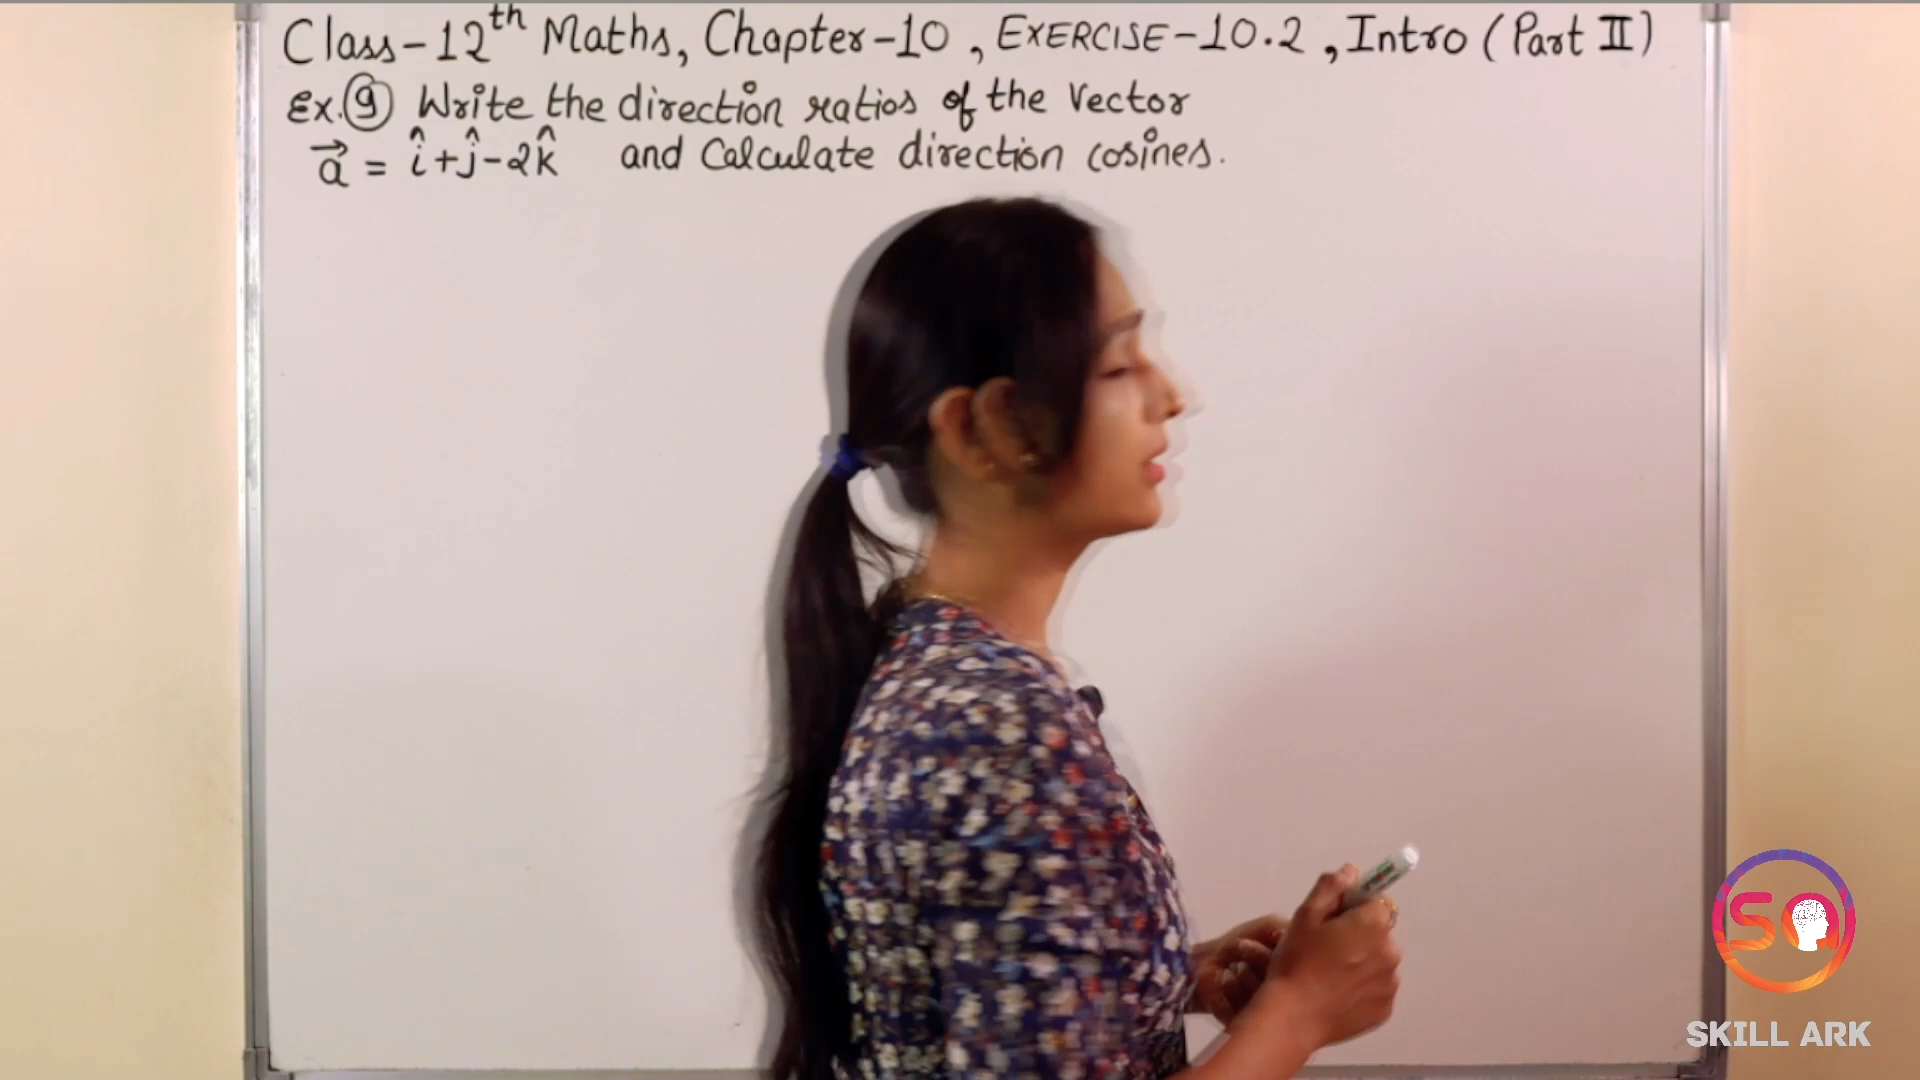 Class-12th Maths, Chapter-10, EXERCISE-10.2, Intro (Part II)
Ex. 9 Write the direction ratios of the Vector
a⃗ = î+ĵ-2k̂ and Calculate direction cosines.
SA
SKILL ARK